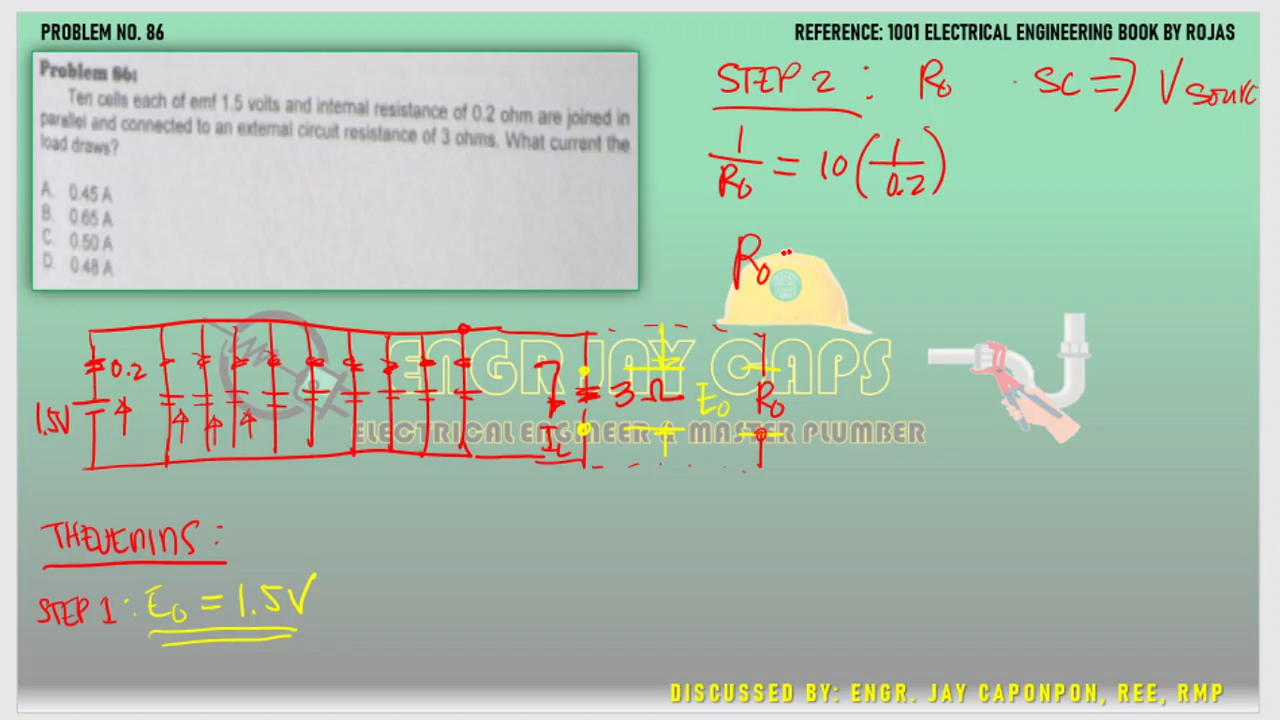 PROBLEM NO. 86
REFERENCE: 1001 ELECTRICAL ENGINEERING BOOK BY ROJAS
Problem 86:
Ten cells each of emf 1.5 volts and internal resistance of 0.2 ohm are joined in
parallel and connected to an external circuit resistance of 3 ohms. What current the
load draws?
A. 0.45 A
B. 0.65 A
C. 0.50 A
D. 0.48 A
STEP 2 : R0 · SC => V SOURC
1/R0 = 10(1/0.2)
R0
0.2
1.5V
IL
3Ω
E0
R0
ENGR JAY CAPS
ELECTRICAL ENGINEER & MASTER PLUMBER
THEVENINS :
STEP 1 : E0 = 1.5V
DISCUSSED BY: ENGR. JAY CAPONPON, REE, RMP